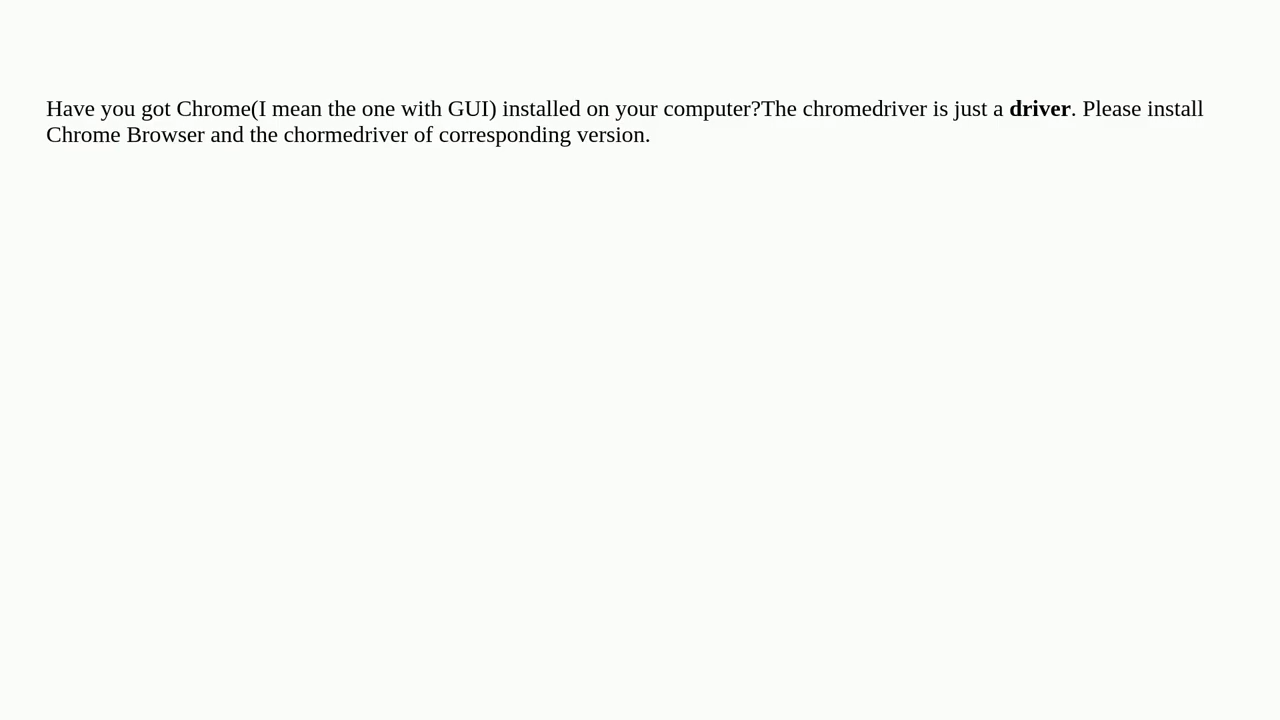 Have you got Chrome(I mean the one with GUI) installed on your computer?The chromedriver is just a driver. Please install
Chrome Browser and the chormedriver of corresponding version.